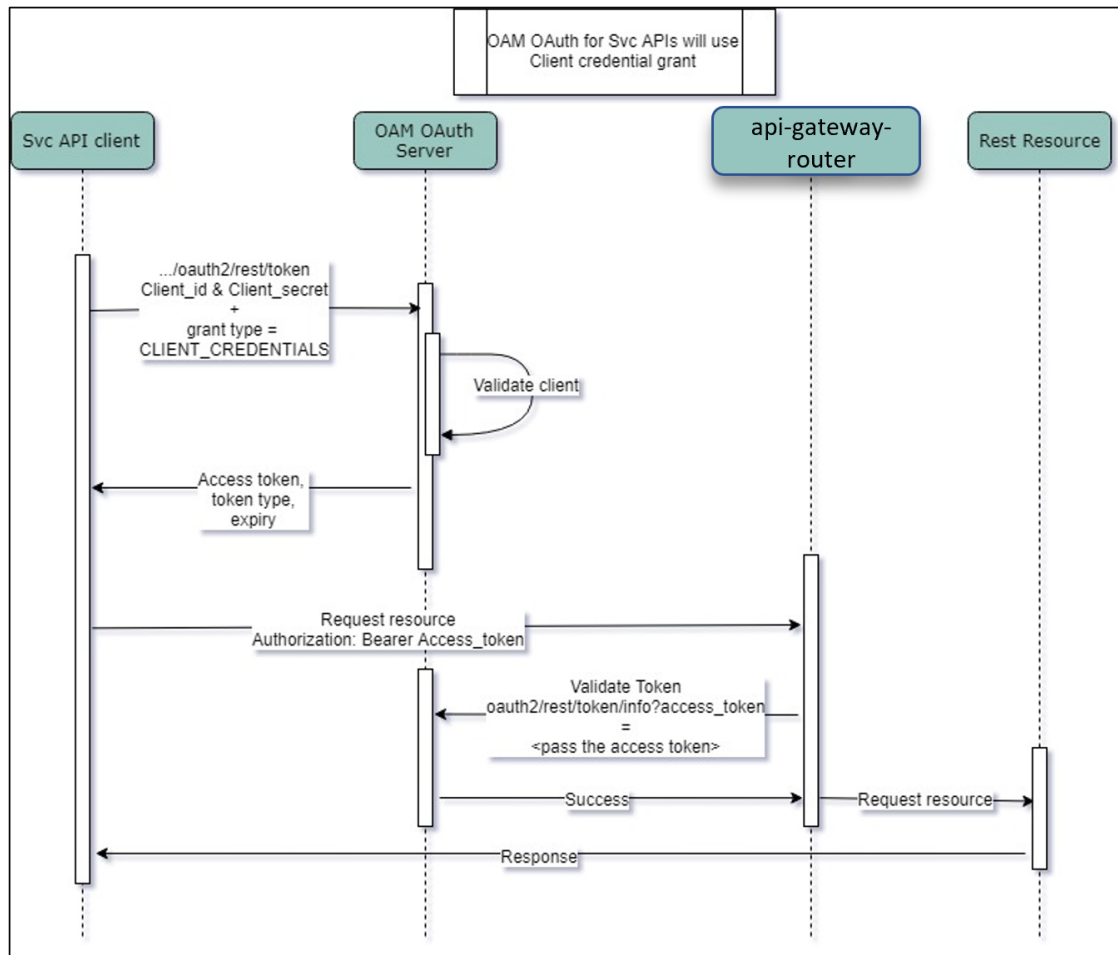 OAM OAuth for Svc APIs will use
Client credential grant
Svc API client
OAM OAuth
Server
api-gateway-
router
Rest Resource
.../oauth2/rest/token
Client_id & Client_secret
+
grant type =
CLIENT_CREDENTIALS
Validate client
Access token,
token type,
expiry
Request resource
Authorization: Bearer Access_token
Validate Token
oauth2/rest/token/info?access_token
=
<pass the access token>
Success
Request resource
Response